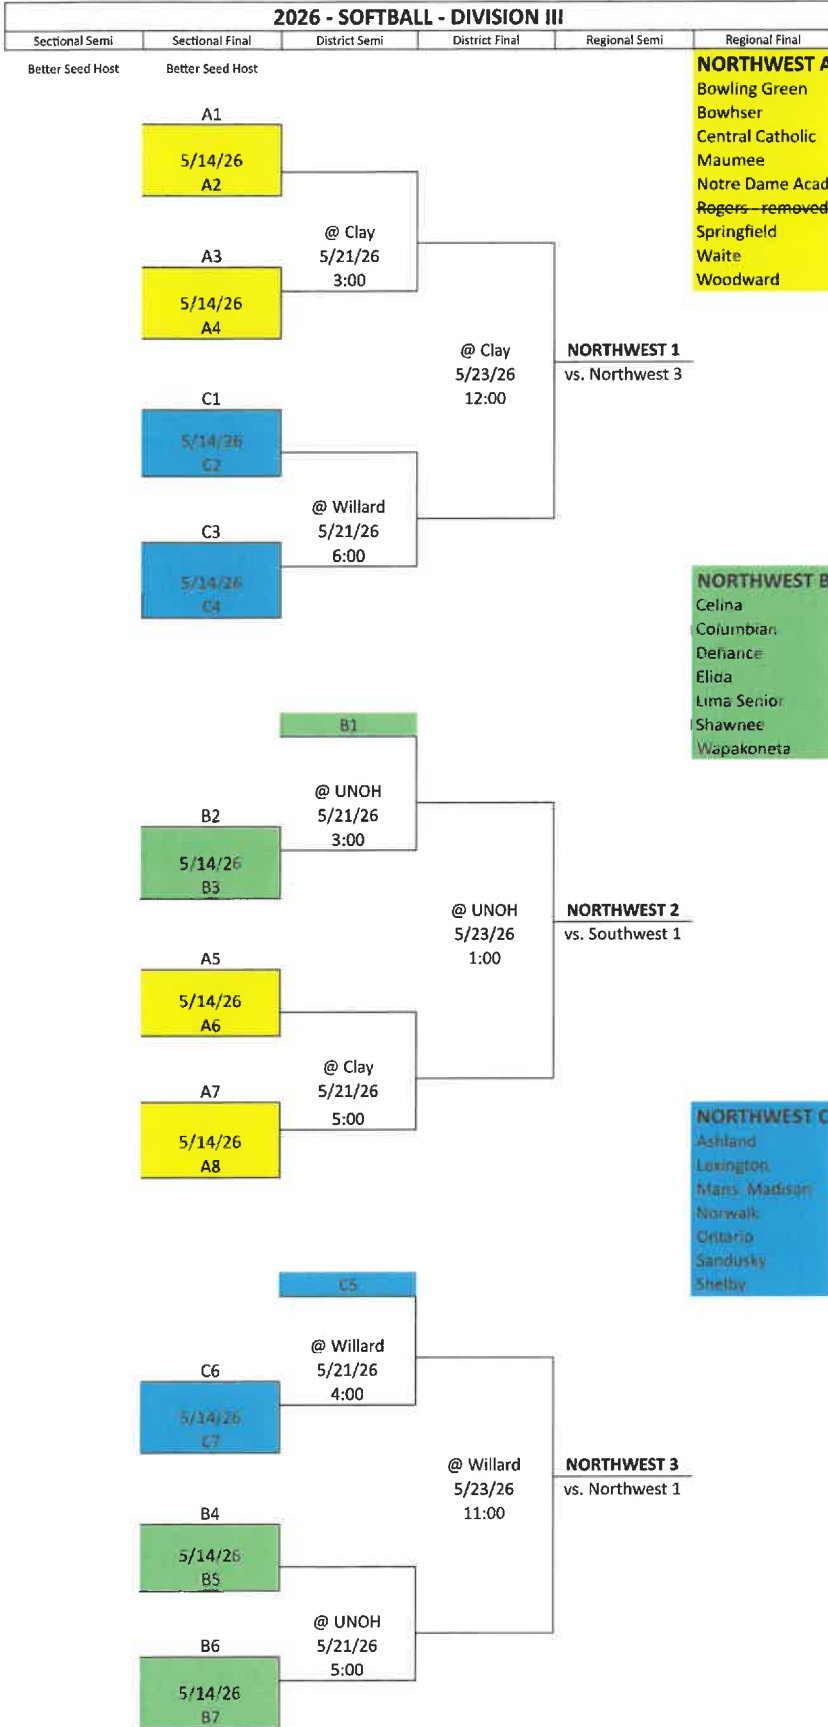 2026 - SOFTBALL - DIVISION III
Sectional Semi Sectional Final District Semi District Final Regional Semi Regional Final
Better Seed Host Better Seed Host
NORTHWEST A
Bowling Green
Bowhser
Central Catholic
Maumee
Notre Dame Acad
Rogers - removed
Springfield
Waite
Woodward
A1
5/14/26
A2
@ Clay
5/21/26
3:00
A3
5/14/26
A4
@ Clay
5/23/26
12:00
NORTHWEST 1
vs. Northwest 3
C1
5/14/26
C2
@ Willard
5/21/26
6:00
C3
5/14/26
C4
NORTHWEST B
Celina
Columbian
Defiance
Elida
Lima Senior
Shawnee
Wapakoneta
B1
@ UNOH
5/21/26
3:00
B2
5/14/26
B3
@ UNOH
5/23/26
1:00
NORTHWEST 2
vs. Southwest 1
A5
5/14/26
A6
@ Clay
5/21/26
5:00
A7
5/14/26
A8
NORTHWEST C
Ashland
Lexington
Mans Madison
Norwalk
Ontario
Sandusky
Shelby
C5
@ Willard
5/21/26
4:00
C6
5/14/26
C7
@ Willard
5/23/26
11:00
NORTHWEST 3
vs. Northwest 1
B4
5/14/26
B5
@ UNOH
5/21/26
5:00
B6
5/14/26
B7